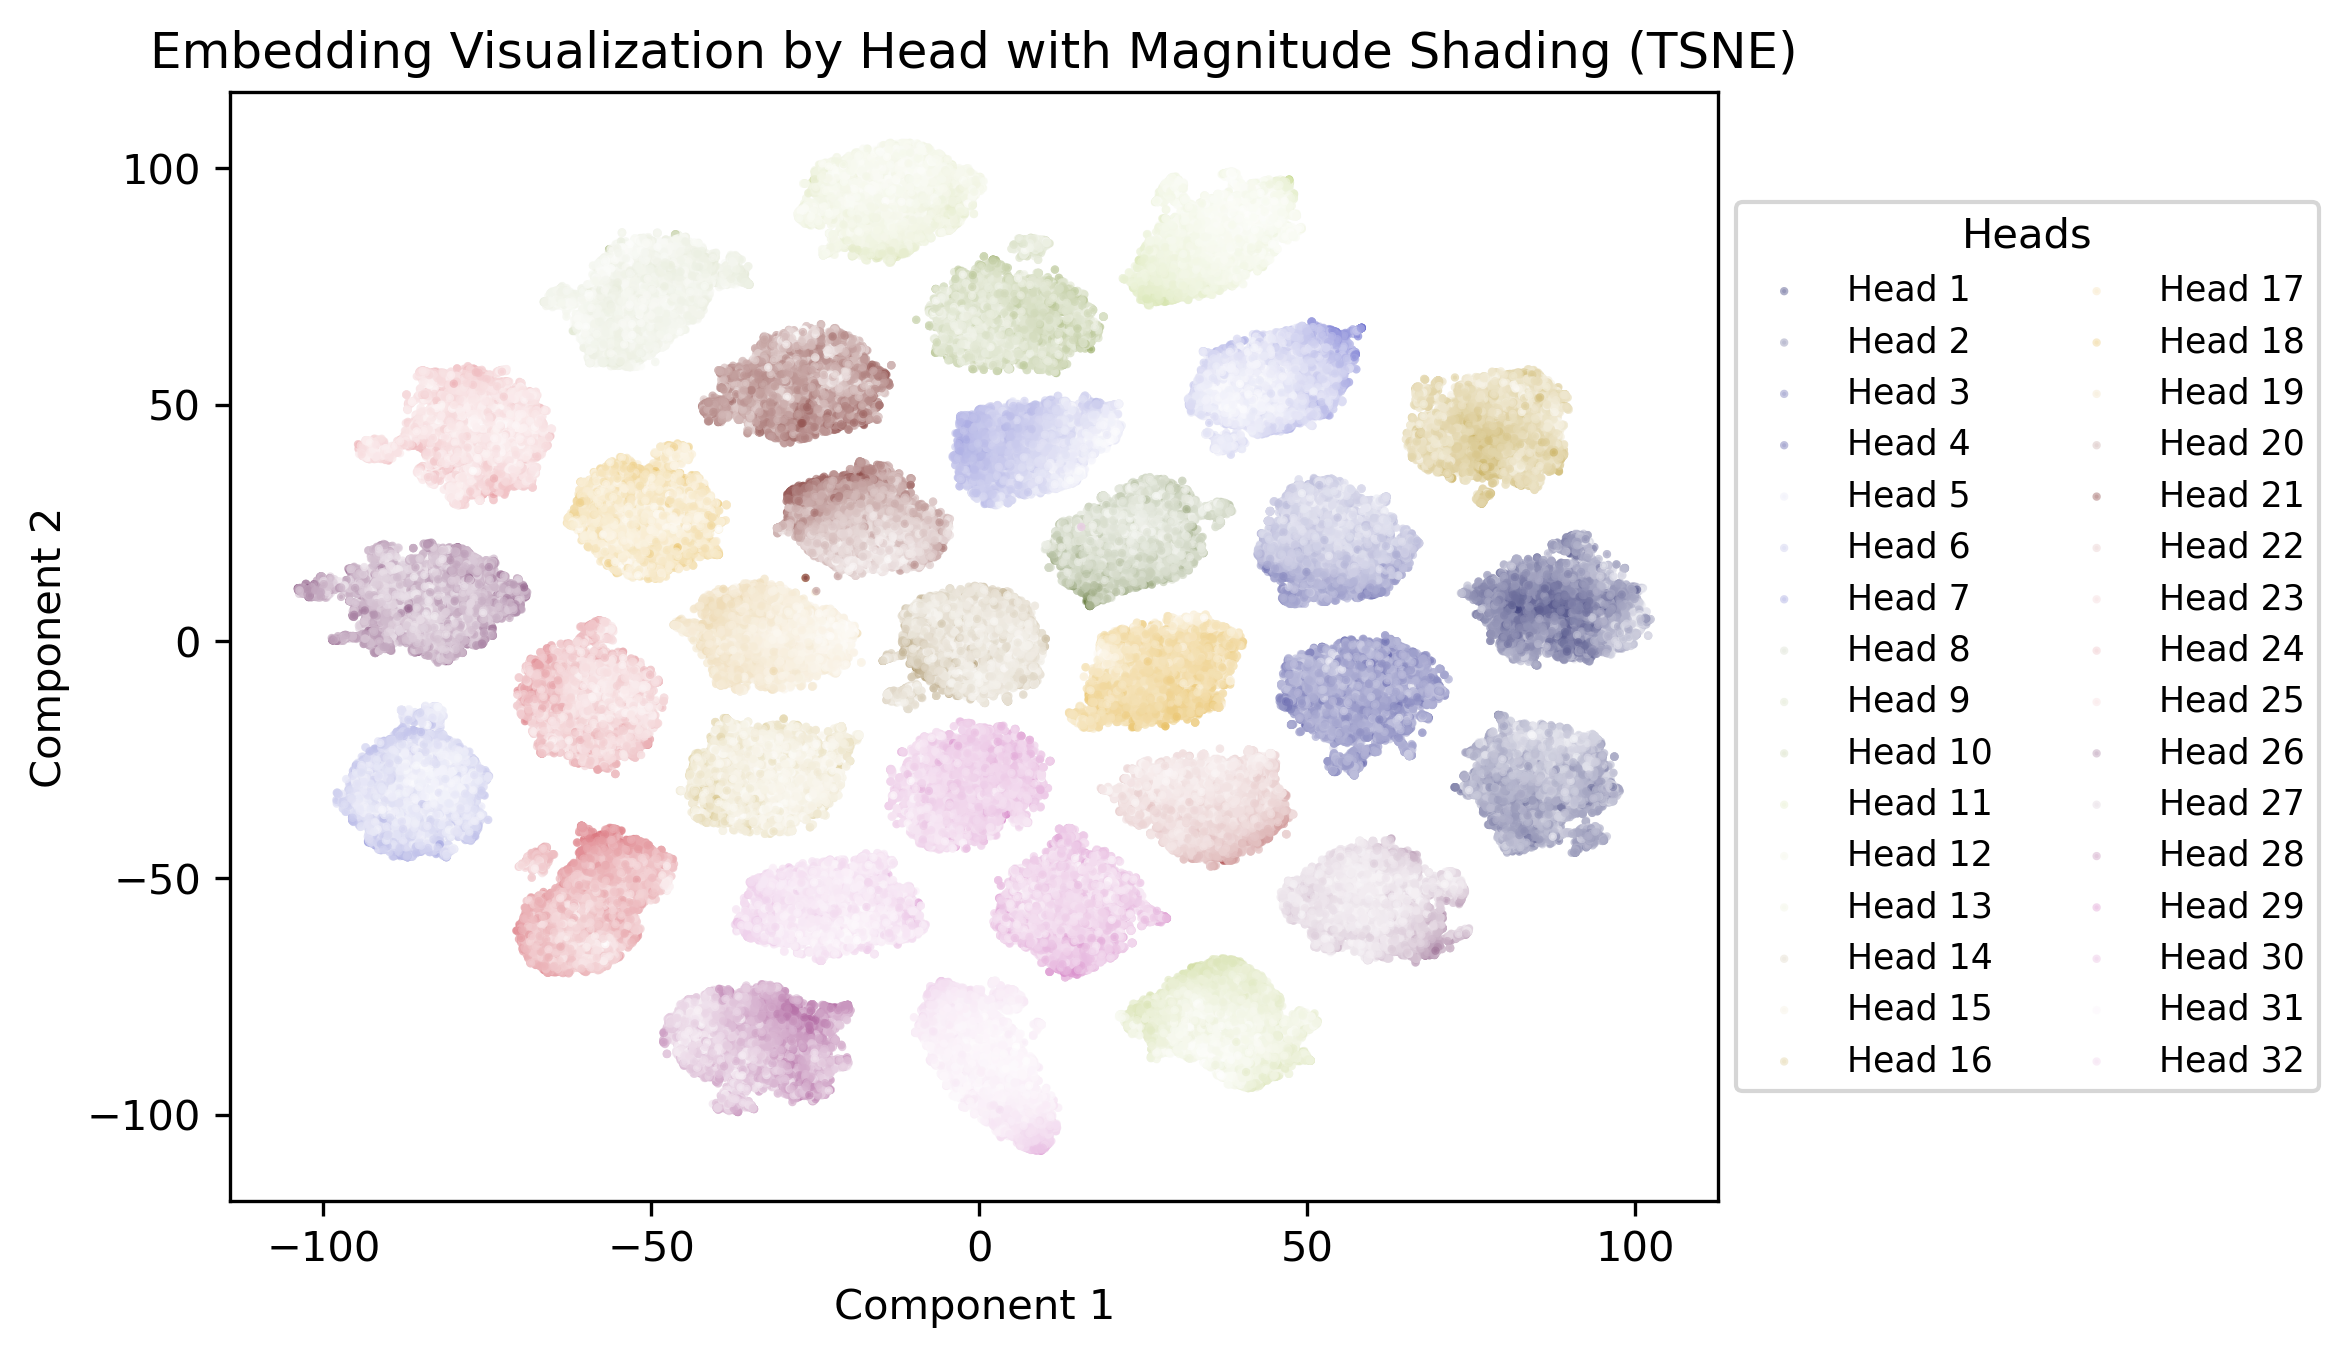 Embedding Visualization by Head with Magnitude Shading (TSNE)
Component 2
100
50
0
−50
−100
−100
−50
0
50
100
Component 1
Heads
Head 1
Head 2
Head 3
Head 4
Head 5
Head 6
Head 7
Head 8
Head 9
Head 10
Head 11
Head 12
Head 13
Head 14
Head 15
Head 16
Head 17
Head 18
Head 19
Head 20
Head 21
Head 22
Head 23
Head 24
Head 25
Head 26
Head 27
Head 28
Head 29
Head 30
Head 31
Head 32